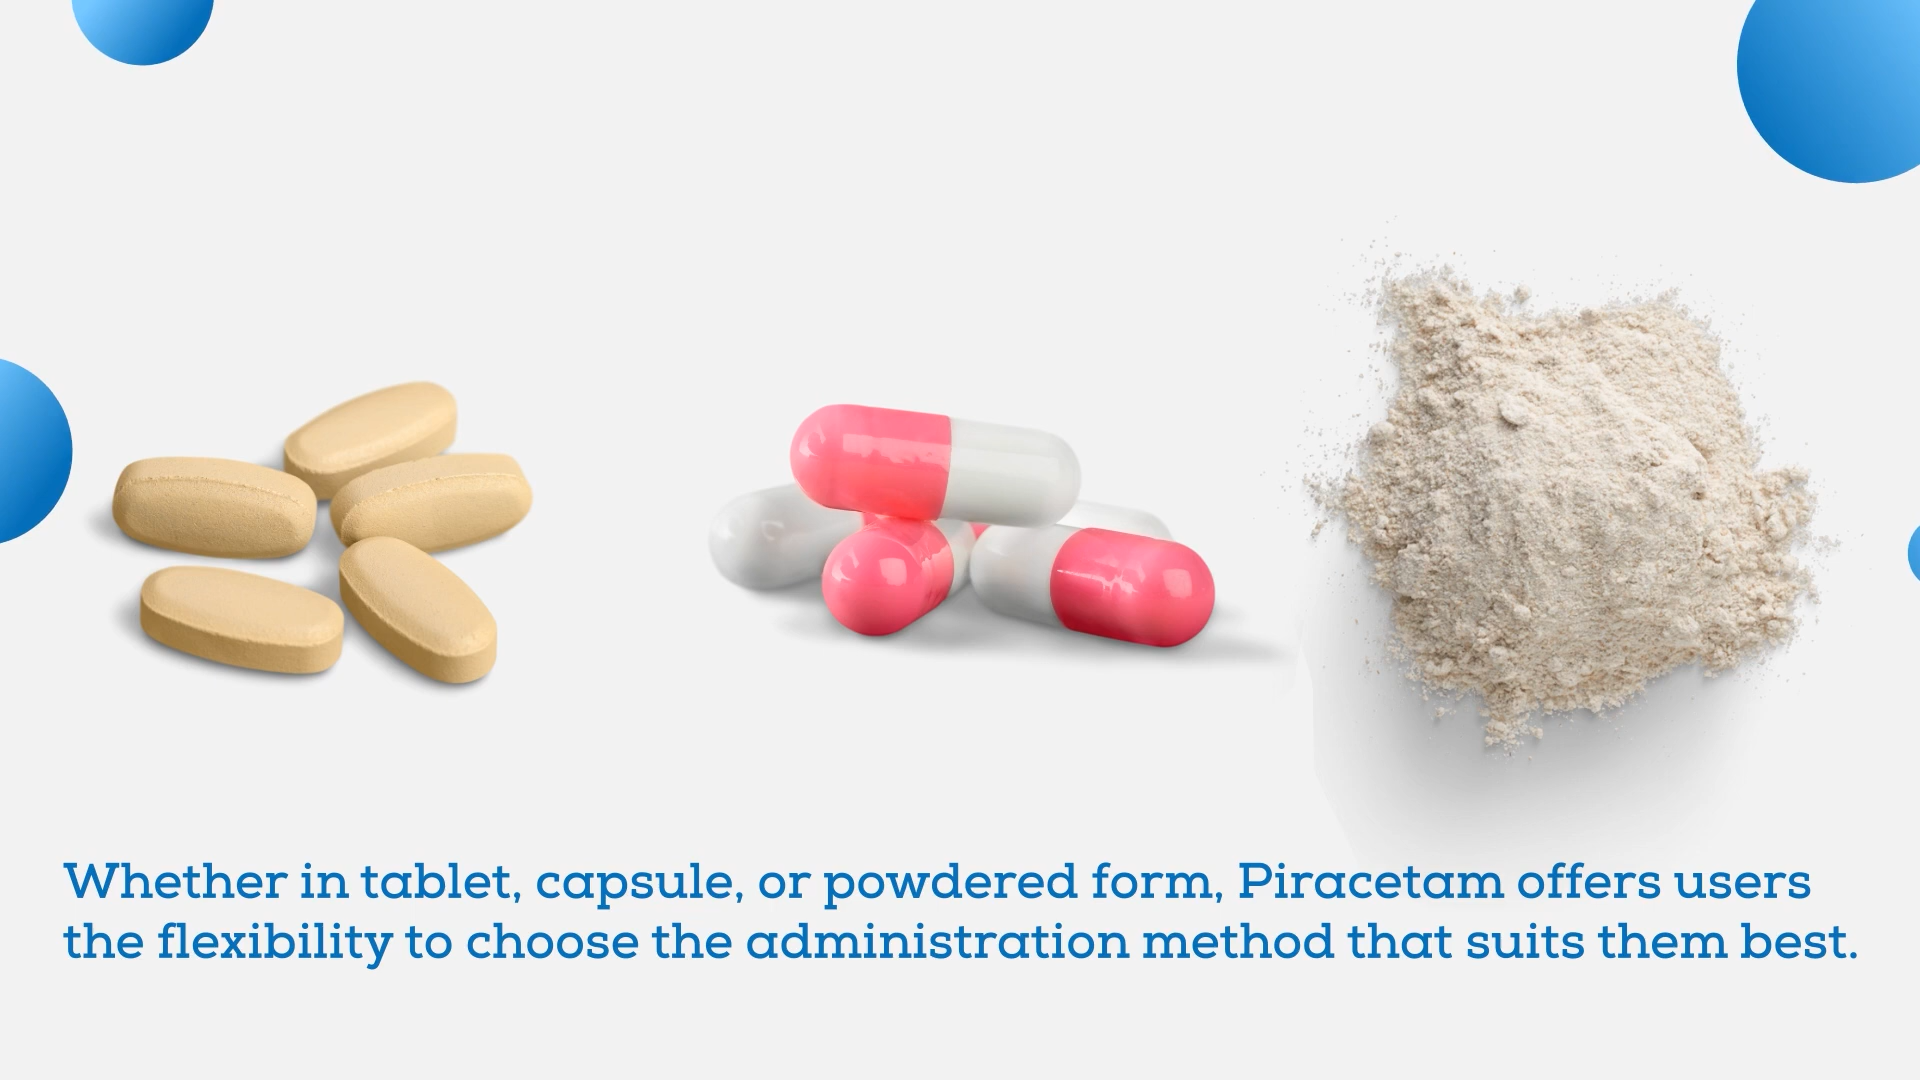 Whether in tablet, capsule, or powdered form, Piracetam offers users
the flexibility to choose the administration method that suits them best.